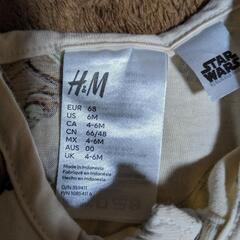 H&M
EUR 68
US 6M
CA 4-6M
CN 66/48
MX 4-6M
AUS 00
UK 4-6M
Made in Indonesia
Fabriqué en Indonésie
Hecho en Indonesia
STAR
WARS